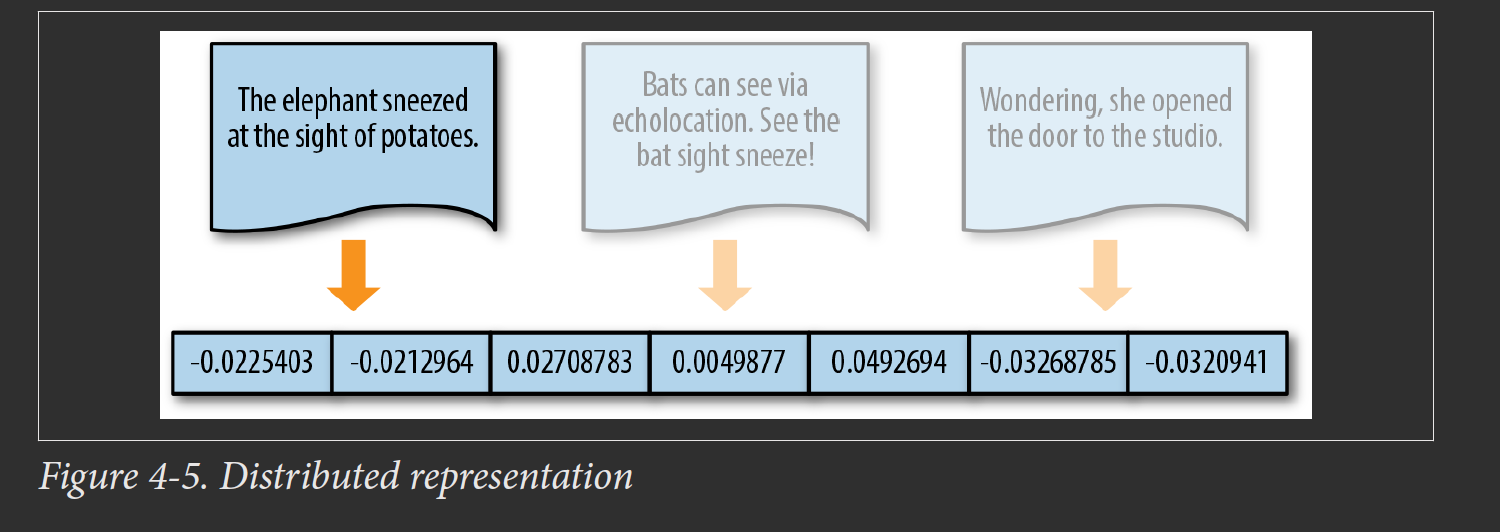 The elephant sneezed
at the sight of potatoes.
Bats can see via
echolocation. See the
bat sight sneeze!
Wondering, she opened
the door to the studio.
-0.0225403 -0.0212964 0.02708783 0.0049877 0.0492694 -0.03268785 -0.0320941
Figure 4-5. Distributed representation